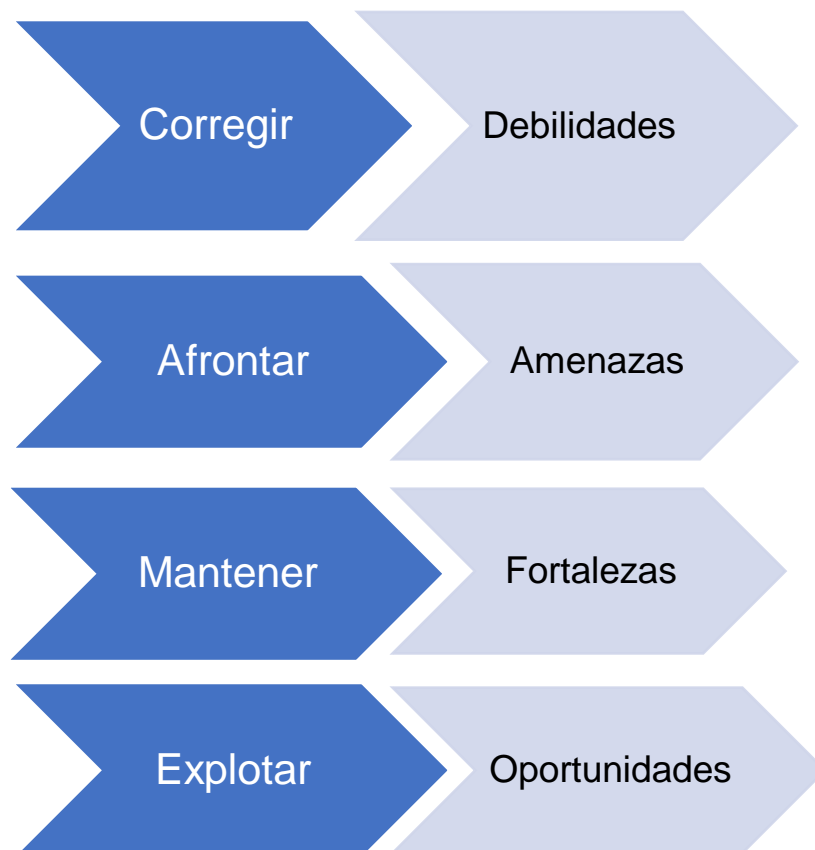 Corregir
Debilidades
Afrontar
Amenazas
Mantener
Fortalezas
Explotar
Oportunidades